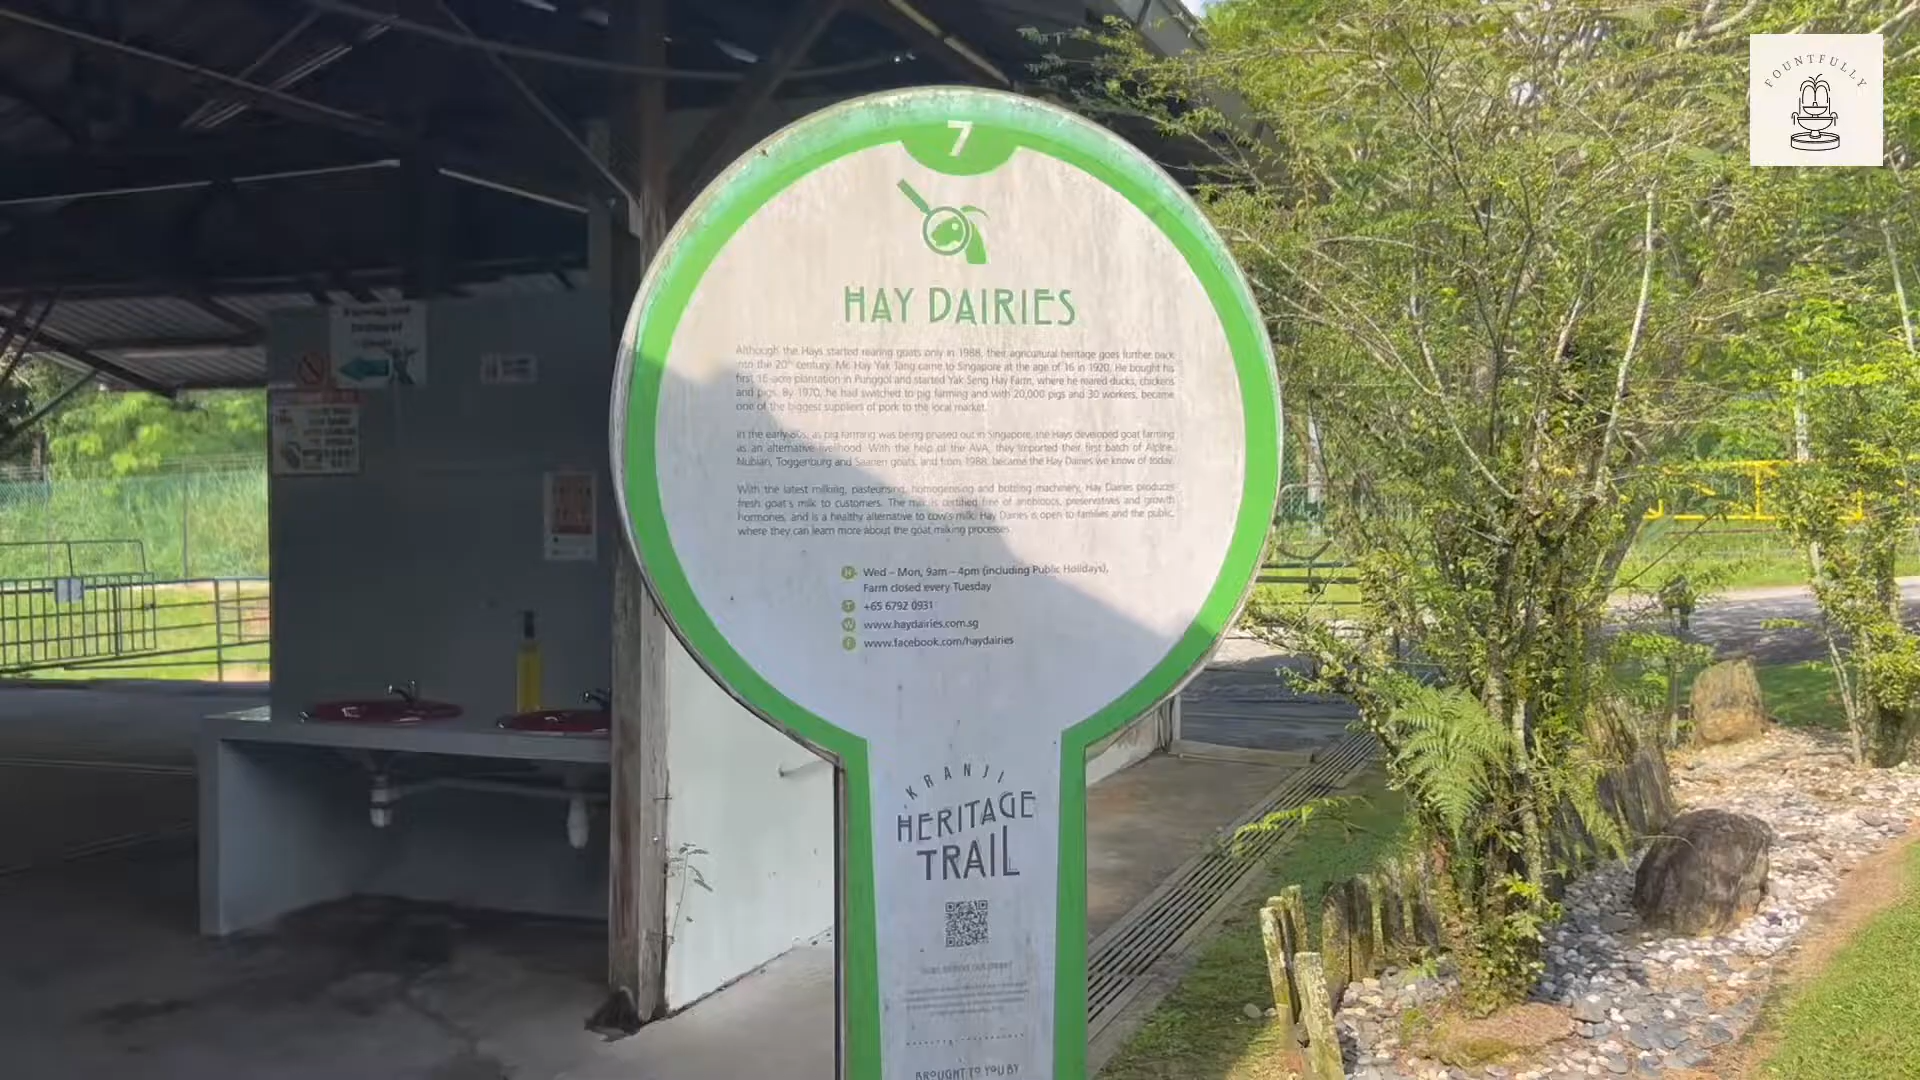 FOUNTFULLY
7
HAY DAIRIES
Although the Hays started rearing goats only in 1988, their agricultural heritage goes further back
into the 20th century. Mr. Hay Yak Tang came to Singapore at the age of 16 in 1920. He bought his
first 16-acre plantation in Punggol and started Yak Seng Hay Farm, where he reared ducks, chickens
and pigs. By 1970, he had switched to pig farming and with 20,000 pigs and 30 workers, became
one of the biggest suppliers of pork to the local market.
In the early 80s, as pig farming was being phased out in Singapore, the Hays developed goat farming
as an alternative livelihood. With the help of the AVA, they imported their first batch of Alpine,
Nubian, Toggenburg and Saanen goats, and from 1988, became the Hay Dairies we know of today.
With the latest milking, pasteurising, homogenising and bottling machinery, Hay Dairies produces
fresh goat's milk to customers. The milk is certified free of antibiotics, preservatives and growth
hormones, and is a healthy alternative to cow's milk. Hay Dairies is open to families and the public,
where they can learn more about the goat milking processes.
H Wed – Mon, 9am – 4pm (including Public Holidays),
Farm closed every Tuesday
T +65 6792 0931
W www.haydairies.com.sg
f www.facebook.com/haydairies
KRANJI
HERITAGE
TRAIL
BROUGHT TO YOU BY